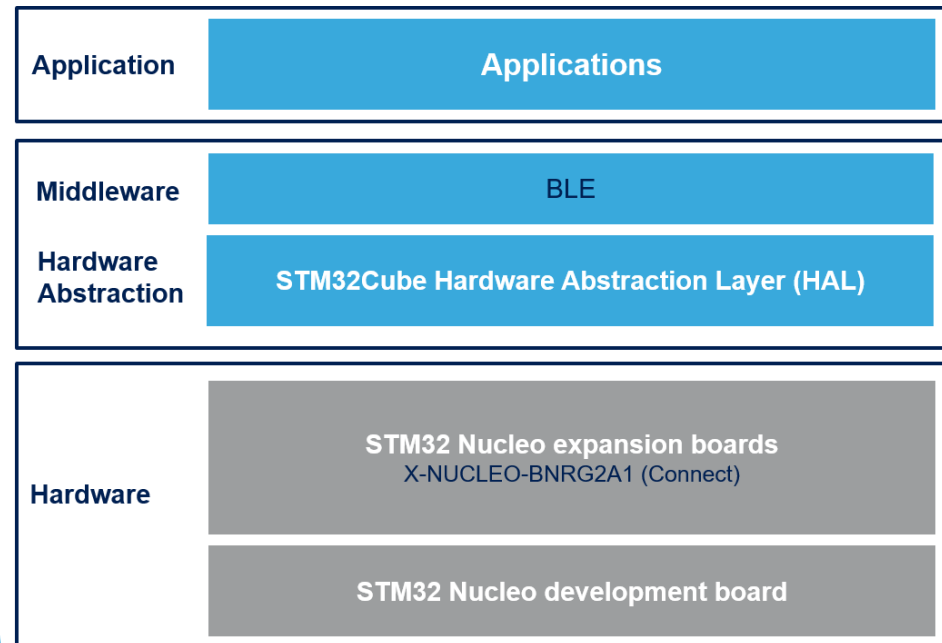 Application
Applications
Middleware
BLE
Hardware
Abstraction
STM32Cube Hardware Abstraction Layer (HAL)
Hardware
STM32 Nucleo expansion boards
X-NUCLEO-BNRG2A1 (Connect)
STM32 Nucleo development board